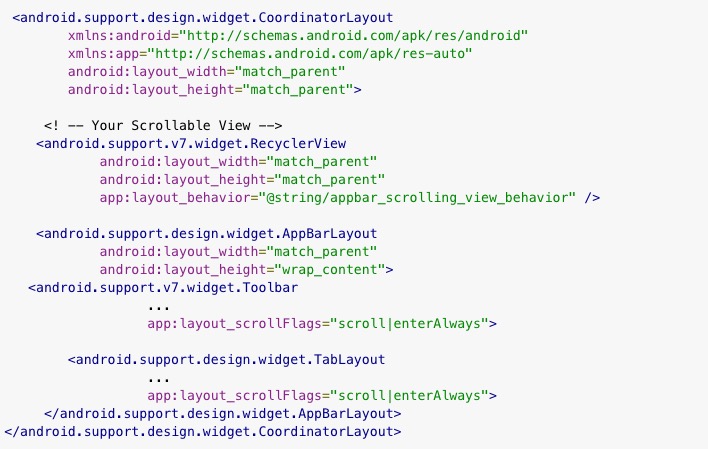 <android.support.design.widget.CoordinatorLayout
xmlns:android="http://schemas.android.com/apk/res/android"
xmlns:app="http://schemas.android.com/apk/res-auto"
android:layout_width="match_parent"
android:layout_height="match_parent">
<! -- Your Scrollable View -->
<android.support.v7.widget.RecyclerView
android:layout_width="match_parent"
android:layout_height="match_parent"
app:layout_behavior="@string/appbar_scrolling_view_behavior" />
<android.support.design.widget.AppBarLayout
android:layout_width="match_parent"
android:layout_height="wrap_content">
<android.support.v7.widget.Toolbar
...
app:layout_scrollFlags="scroll|enterAlways">
<android.support.design.widget.TabLayout
...
app:layout_scrollFlags="scroll|enterAlways">
</android.support.design.widget.AppBarLayout>
</android.support.design.widget.CoordinatorLayout>